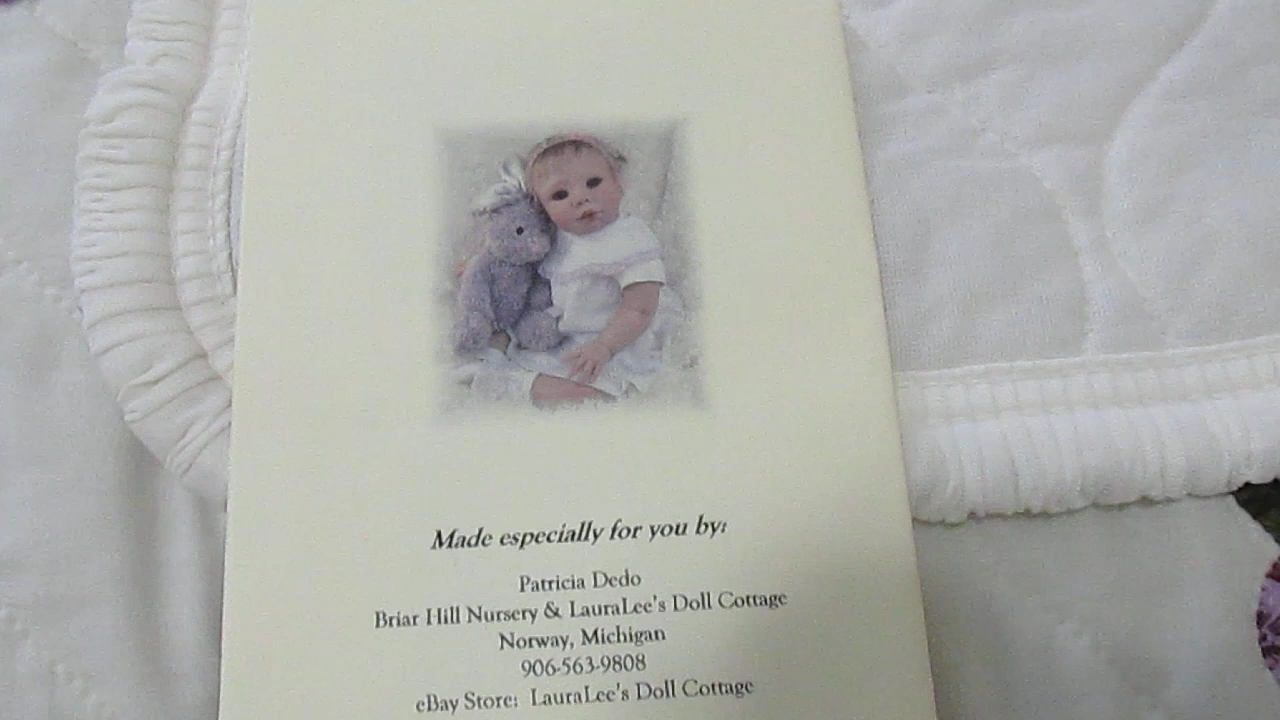 Made especially for you by:
Patricia Dedo
Briar Hill Nursery & LauraLee's Doll Cottage
Norway, Michigan
906-563-9808
eBay Store: LauraLee's Doll Cottage